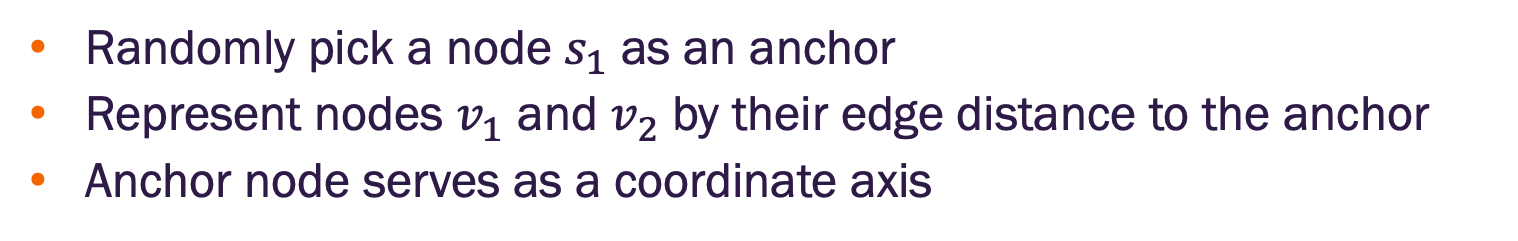 • Randomly pick a node s₁ as an anchor
• Represent nodes v₁ and v₂ by their edge distance to the anchor
• Anchor node serves as a coordinate axis